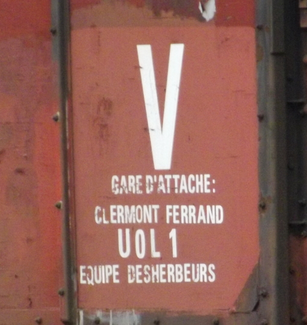 V
GARE D'ATTACHE:
CLERMONT FERRAND
UOL 1
EQUIPE DESHERBEURS